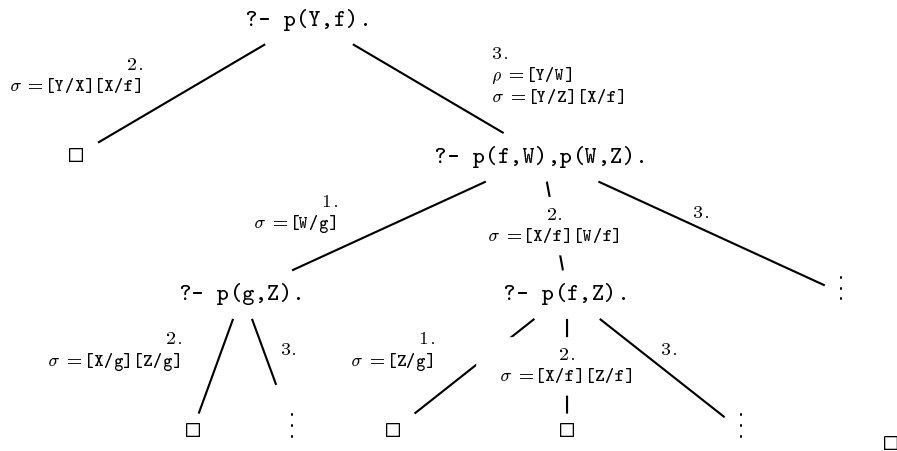 ?- p(Y,f).
2.
σ =[Y/X][X/f]
3.
ρ =[Y/W]
σ =[Y/Z][X/f]
□
?- p(f,W),p(W,Z).
1.
σ =[W/g]
2.
σ =[X/f][W/f]
3.
⋮
?- p(g,Z).
?- p(f,Z).
2.
σ =[X/g][Z/g]
3.
1.
σ =[Z/g]
2.
σ =[X/f][Z/f]
3.
□
⋮
□
□
⋮
□